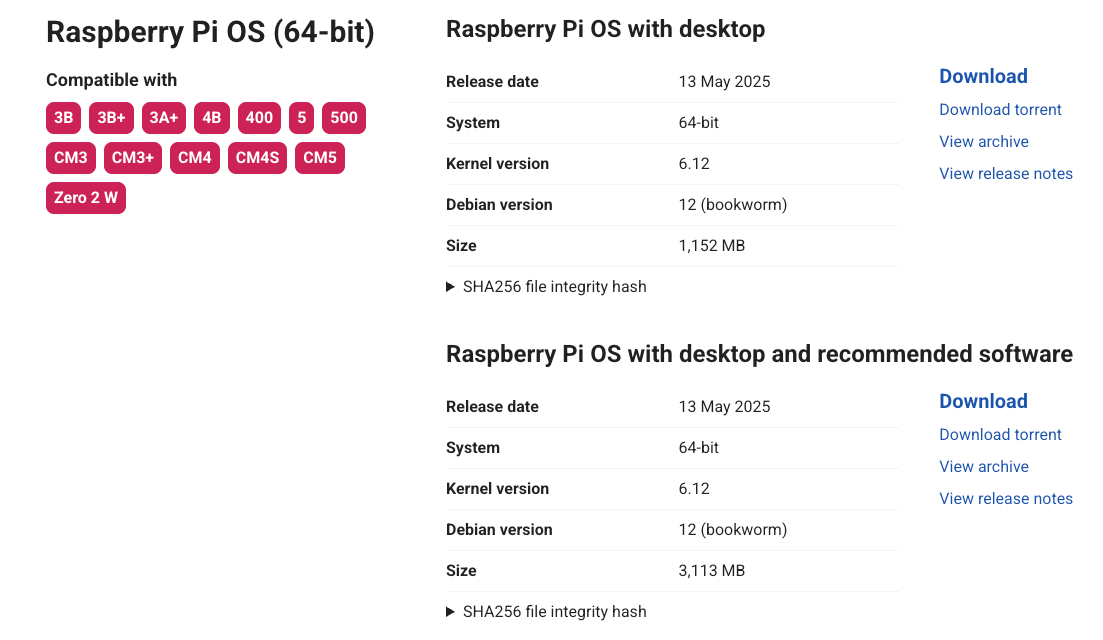 Raspberry Pi OS (64-bit)
Compatible with
3B 3B+ 3A+ 4B 400 5 500
CM3 CM3+ CM4 CM4S CM5
Zero 2 W
Raspberry Pi OS with desktop
Release date 13 May 2025
System 64-bit
Kernel version 6.12
Debian version 12 (bookworm)
Size 1,152 MB
SHA256 file integrity hash
Download
Download torrent
View archive
View release notes
Raspberry Pi OS with desktop and recommended software
Release date 13 May 2025
System 64-bit
Kernel version 6.12
Debian version 12 (bookworm)
Size 3,113 MB
SHA256 file integrity hash
Download
Download torrent
View archive
View release notes